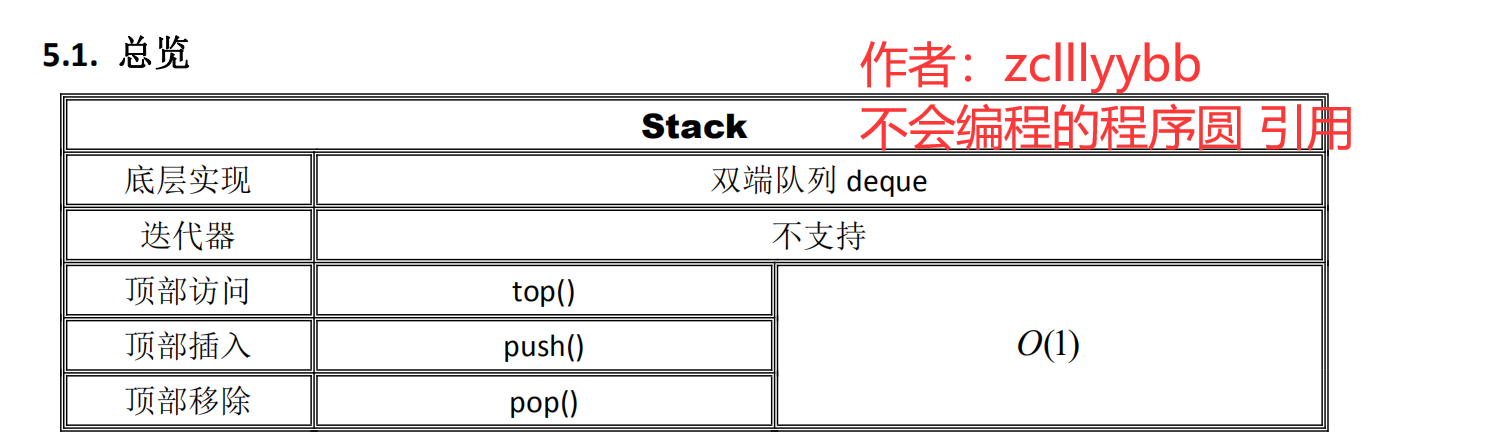 5.1. 总览
作者：zclllyybb
不会编程的程序圆 引用
Stack
底层实现 双端队列 deque
迭代器 不支持
顶部访问 top()
顶部插入 push() O(1)
顶部移除 pop()